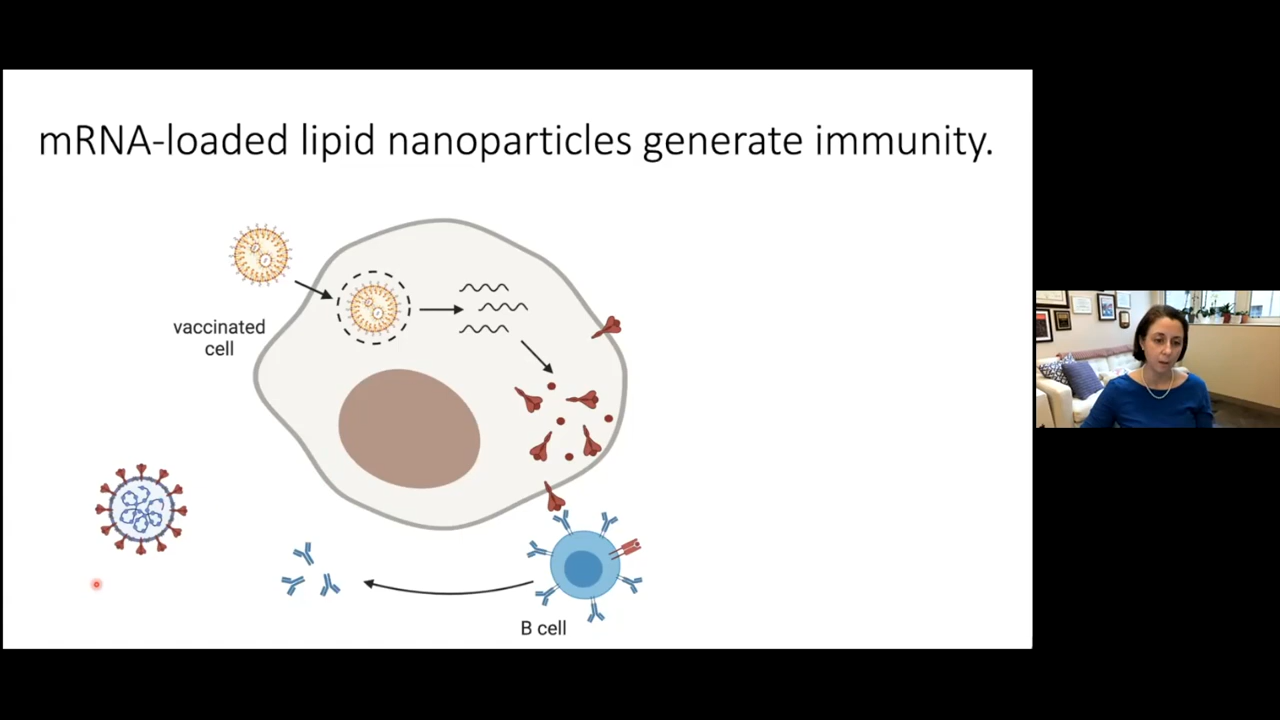 mRNA-loaded lipid nanoparticles generate immunity.
vaccinated
cell
B cell